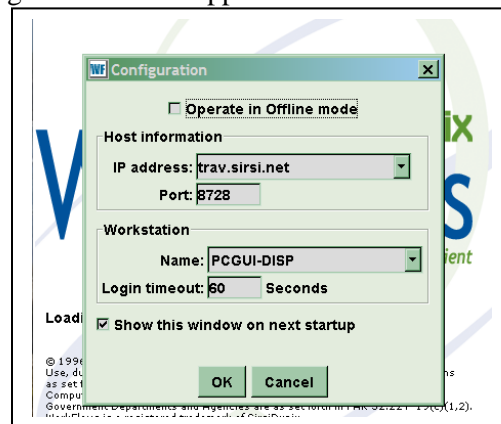 WF Configuration
Operate in Offline mode
ix
Host information
IP address: trav.sirsi.net
Port: 8728
W
S
Workstation
Name: PCGUI-DISP
ient
Login timeout: 60 Seconds
Loadi
Show this window on next startup
© 1996
Use, du
as set f
OK Cancel
Comput
Government Departments and Agencies are as set forth in FAR 52.227-19(c)(1,2).